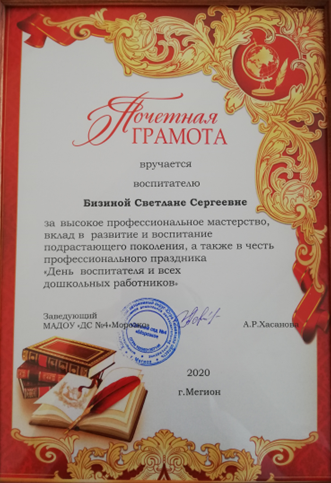 Почетная
ГРАМОТА
вручается
воспитателю
Бизиной Светлане Сергеевне
за высокое профессиональное мастерство,
вклад в развитие и воспитание
подрастающего поколения, а также в честь
профессионального праздника
«День воспитателя и всех
дошкольных работников»
Заведующий
МАДОУ «ДС №4«Морозко» А.Р.Хасанова
2020
г.Мегион